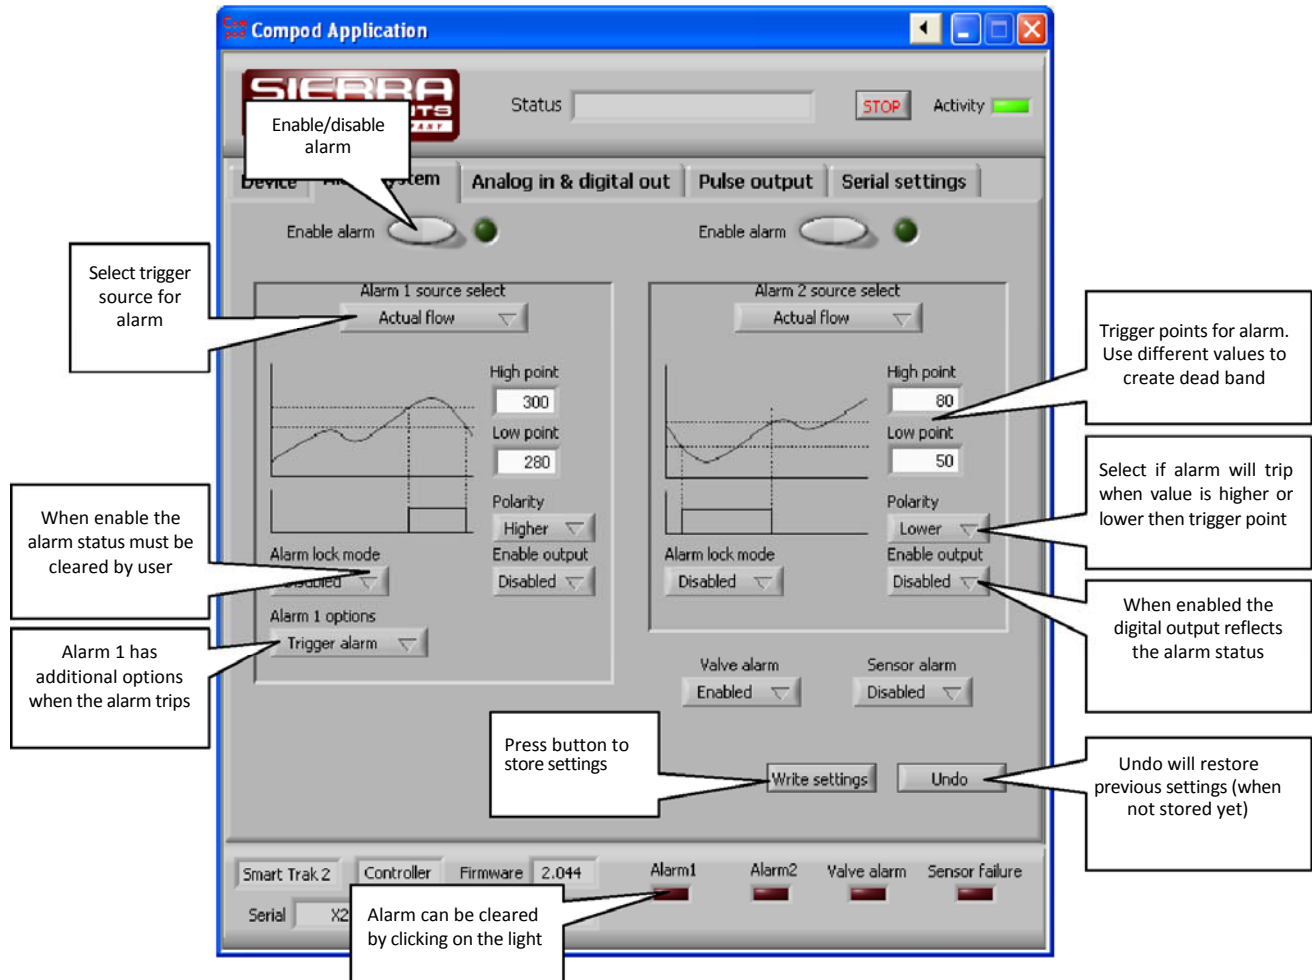 Compod Application
SIERRA
Status
STOP
Activity
Enable/disable
alarm
Device
Analog in & digital out
Pulse output
Serial settings
Enable alarm
Enable alarm
Select trigger
source for
alarm
Alarm 1 source select
Actual flow
High point
300
Low point
280
Polarity
Higher
Alarm lock mode
Disabled
Enable output
Disabled
Alarm 1 options
Trigger alarm
When enable the
alarm status must be
cleared by user
Alarm 1 has
additional options
when the alarm trips
Alarm 2 source select
Actual flow
High point
80
Low point
50
Polarity
Lower
Alarm lock mode
Disabled
Enable output
Disabled
Trigger points for alarm.
Use different values to
create dead band
Select if alarm will trip
when value is higher or
lower then trigger point
When enabled the
digital output reflects
the alarm status
Valve alarm
Enabled
Sensor alarm
Disabled
Press button to
store settings
Write settings
Undo
Undo will restore
previous settings (when
not stored yet)
Smart Trak 2
Controller
Firmware 2.044
Alarm1
Alarm2
Valve alarm
Sensor failure
Serial X2
Alarm can be cleared
by clicking on the light